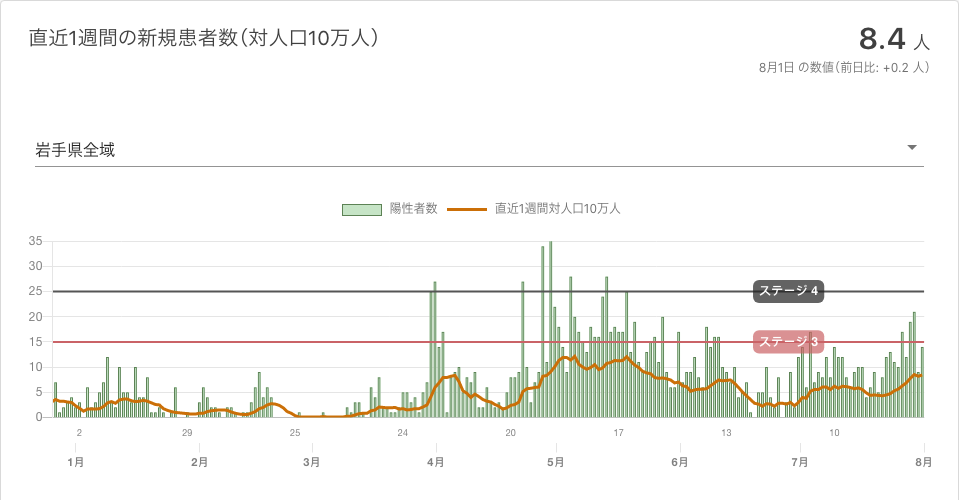 直近1週間の新規患者数（対人口10万人）
8.4 人
8月1日 の数値（前日比: +0.2 人）
岩手県全域
陽性者数 直近1週間対人口10万人
35
30
25
20
15
10
5
0
ステージ 4
ステージ 3
2 29 25 24 20 17 13 10
1月 2月 3月 4月 5月 6月 7月 8月